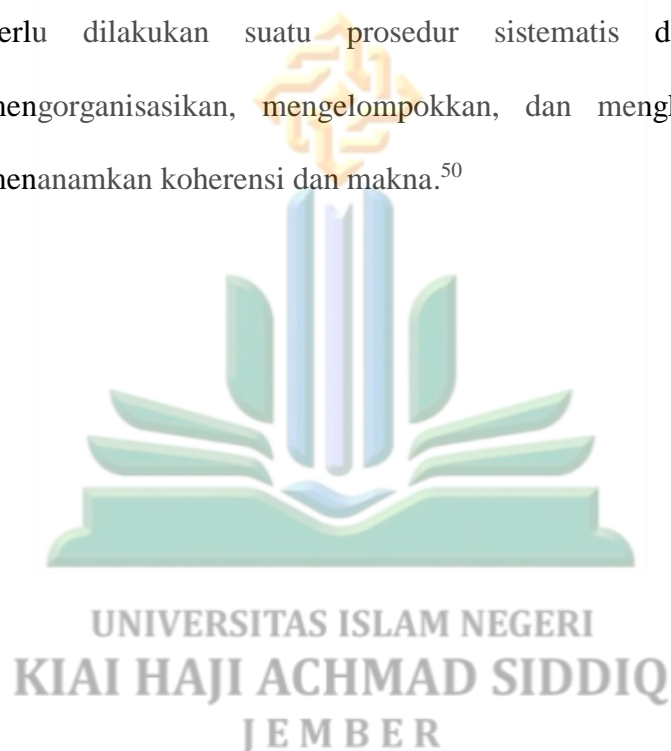 erlu dilakukan suatu prosedur sistematis d
nengorganisasikan, mengelompokkan, dan mengl
nenanamkan koherensi dan makna.50
UNIVERSITAS ISLAM NEGERI
KIAI HAJI ACHMAD SIDDIQ
JEMBER